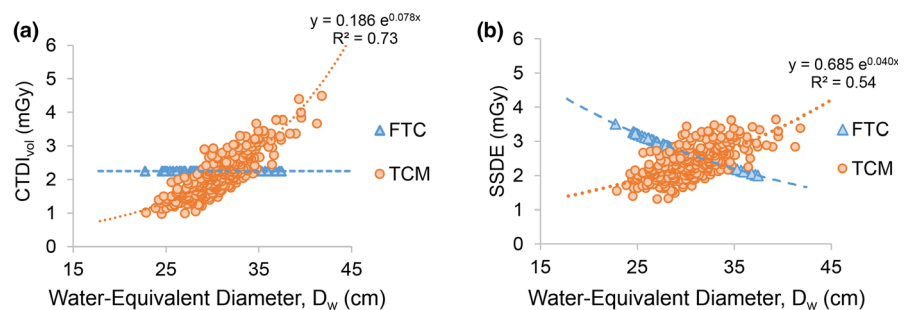 (a)
y = 0.186 e0.078x
R² = 0.73
6
5
4
3
2
1
0
CTDIvol (mGy)
FTC
TCM
15 25 35 45
Water-Equivalent Diameter, Dw (cm)
(b)
y = 0.685 e0.040x
R² = 0.54
6
5
4
3
2
1
0
SSDE (mGy)
FTC
TCM
15 25 35 45
Water-Equivalent Diameter, Dw (cm)